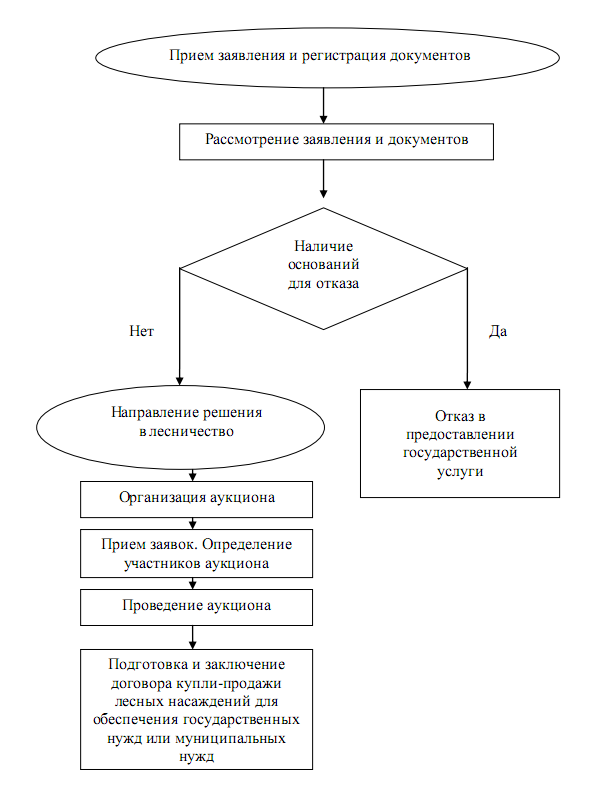 Прием заявления и регистрация документов
Рассмотрение заявления и документов
Наличие
оснований
для отказа
Нет
Да
Направление решения
в лесничество
Отказ в
предоставлении
государственной
услуги
Организация аукциона
Прием заявок. Определение
участников аукциона
Проведение аукциона
Подготовка и заключение
договора купли-продажи
лесных насаждений для
обеспечения государственных
нужд или муниципальных
нужд